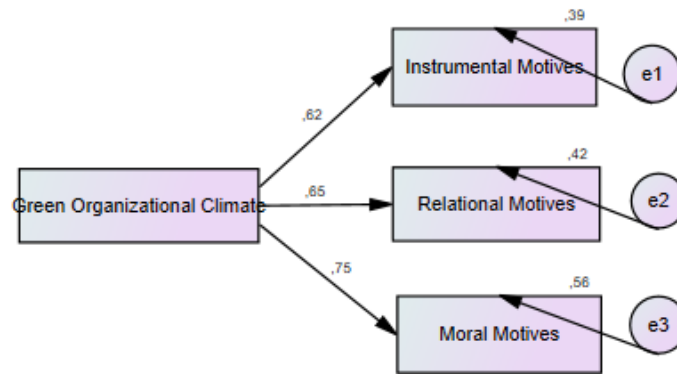 ,39
Instrumental Motives
e1
,62
,42
Green Organizational Climate
,65
Relational Motives
e2
,75
,56
Moral Motives
e3